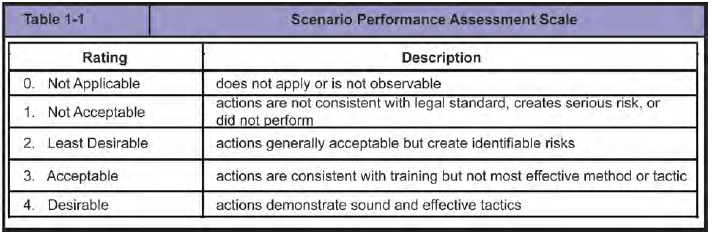 Table 1-1 Scenario Performance Assessment Scale
Rating Description
0. Not Applicable does not apply or is not observable
1. Not Acceptable actions are not consistent with legal standard, creates serious risk, or
did not perform
2. Least Desirable actions generally acceptable but create identifiable risks
3. Acceptable actions are consistent with training but not most effective method or tactic
4. Desirable actions demonstrate sound and effective tactics